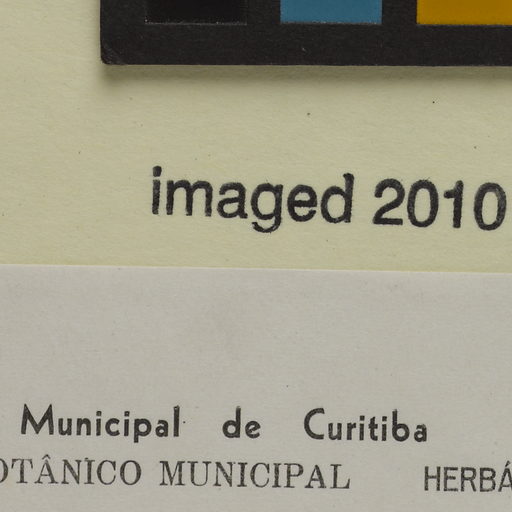 imaged 2010
Municipal de Curitiba
OTÂNICO MUNICIPAL HERBÁ